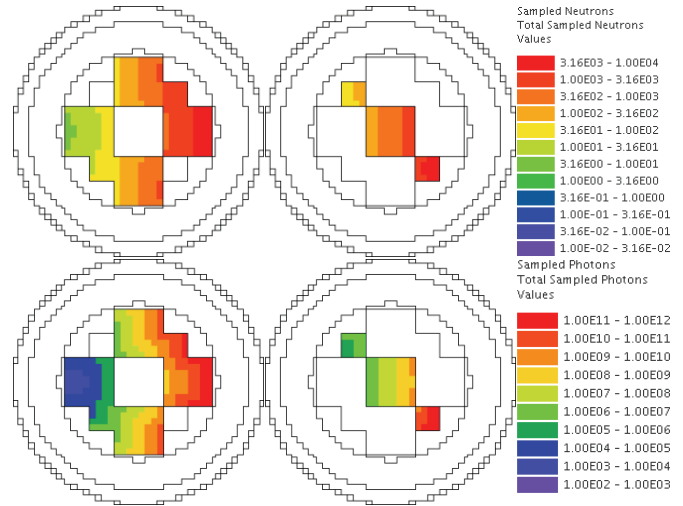 Sampled Neutrons
Total Sampled Neutrons
Values
3.16E03 - 1.00E04
1.00E03 - 3.16E03
3.16E02 - 1.00E03
1.00E02 - 3.16E02
3.16E01 - 1.00E02
1.00E01 - 3.16E01
3.16E00 - 1.00E01
1.00E00 - 3.16E00
3.16E-01 - 1.00E00
1.00E-01 - 3.16E-01
3.16E-02 - 1.00E-01
1.00E-02 - 3.16E-02
Sampled Photons
Total Sampled Photons
Values
1.00E11 - 1.00E12
1.00E10 - 1.00E11
1.00E09 - 1.00E10
1.00E08 - 1.00E09
1.00E07 - 1.00E08
1.00E06 - 1.00E07
1.00E05 - 1.00E06
1.00E04 - 1.00E05
1.00E03 - 1.00E04
1.00E02 - 1.00E03